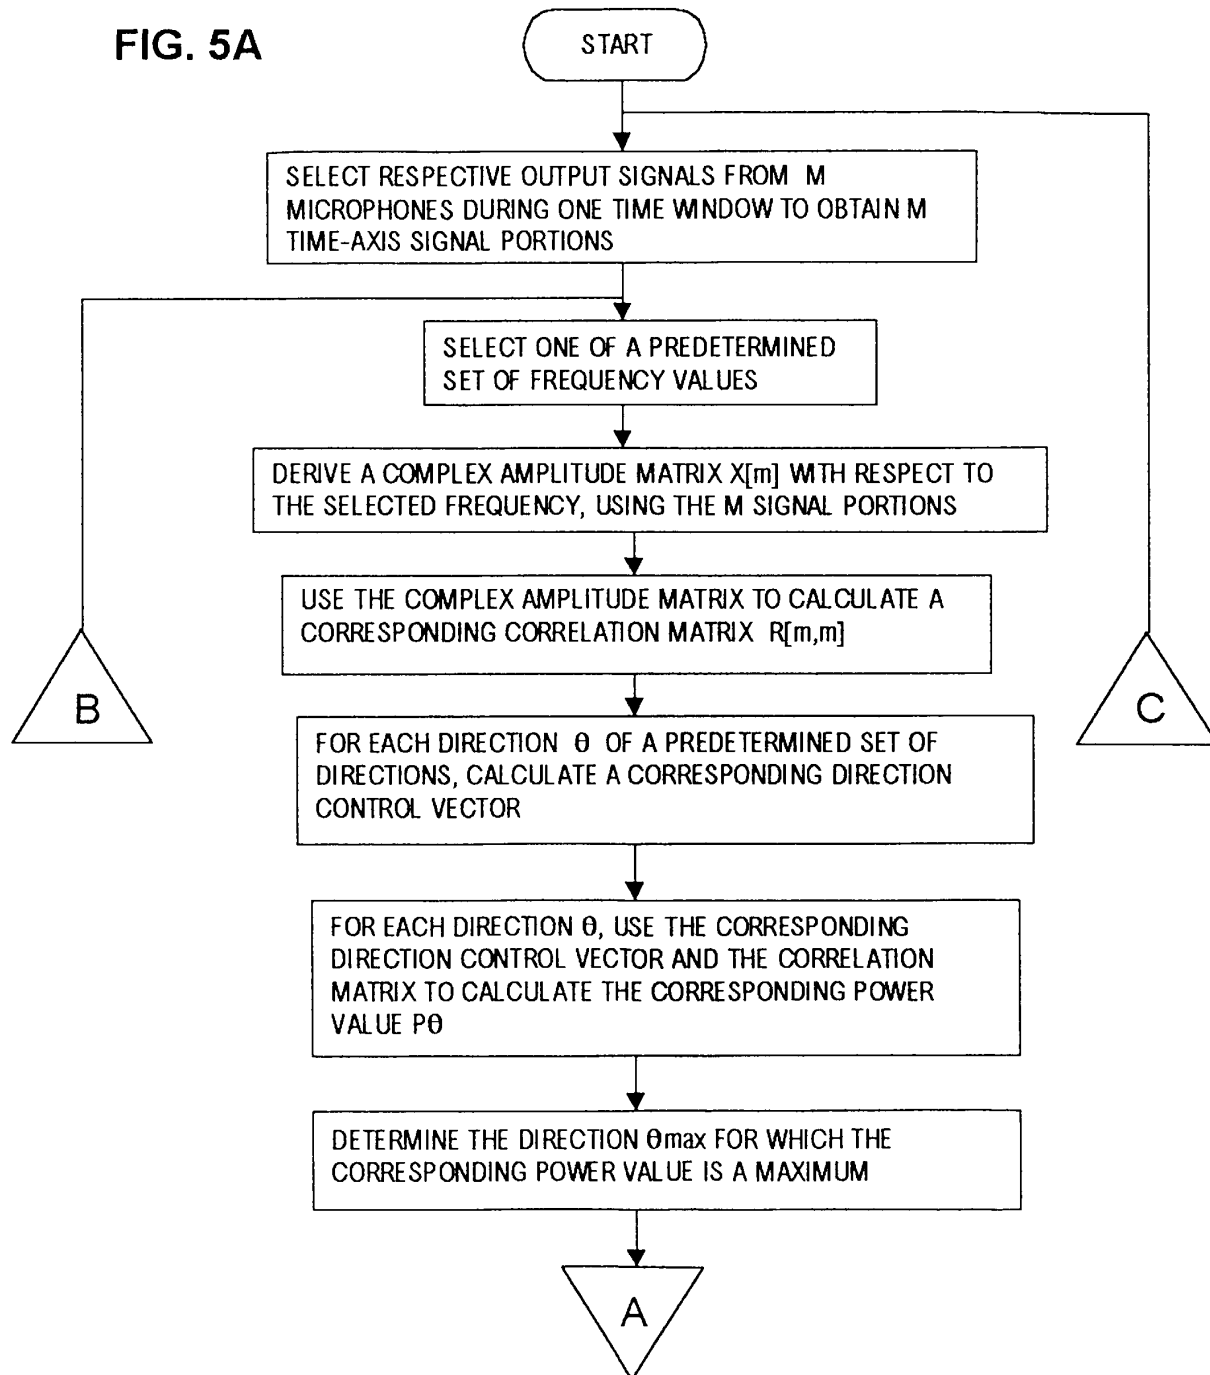 FIG. 5A
START
SELECT RESPECTIVE OUTPUT SIGNALS FROM M
MICROPHONES DURING ONE TIME WINDOW TO OBTAIN M
TIME-AXIS SIGNAL PORTIONS
SELECT ONE OF A PREDETERMINED
SET OF FREQUENCY VALUES
DERIVE A COMPLEX AMPLITUDE MATRIX X[m] WITH RESPECT TO
THE SELECTED FREQUENCY, USING THE M SIGNAL PORTIONS
USE THE COMPLEX AMPLITUDE MATRIX TO CALCULATE A
CORRESPONDING CORRELATION MATRIX R[m,m]
B
C
FOR EACH DIRECTION θ OF A PREDETERMINED SET OF
DIRECTIONS, CALCULATE A CORRESPONDING DIRECTION
CONTROL VECTOR
FOR EACH DIRECTION θ, USE THE CORRESPONDING
DIRECTION CONTROL VECTOR AND THE CORRELATION
MATRIX TO CALCULATE THE CORRESPONDING POWER
VALUE Pθ
DETERMINE THE DIRECTION θmax FOR WHICH THE
CORRESPONDING POWER VALUE IS A MAXIMUM
A